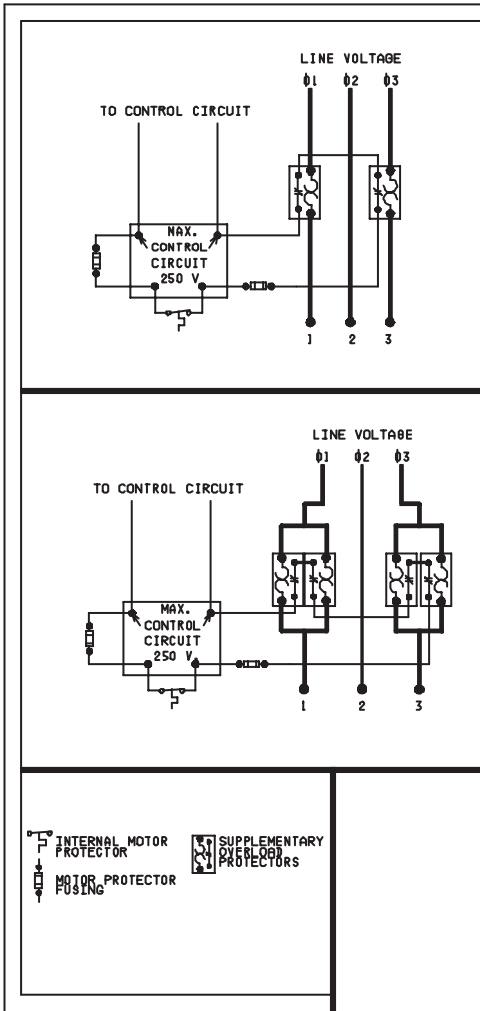 LINE VOLTAGE
Ø1 Ø2 Ø3
TO CONTROL CIRCUIT
MAX.
CONTROL
CIRCUIT
250 V
1 2 3
LINE VOLTAGE
Ø1 Ø2 Ø3
TO CONTROL CIRCUIT
MAX.
CONTROL
CIRCUIT
250 V
1 2 3
INTERNAL MOTOR
PROTECTOR
SUPPLEMENTARY
OVERLOAD
PROTECTORS
MOTOR PROTECTOR
FUSING